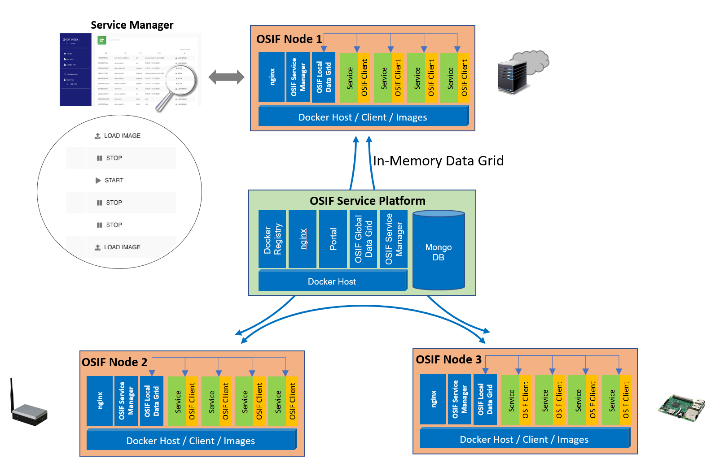 Service Manager
LOAD IMAGE
STOP
START
STOP
STOP
LOAD IMAGE
OSIF Node 1
nginx
OSIF Service
Manager
OSIF Local
Data Grid
Service
OSIF Client
Service
OSIF Client
Service
OSIF Client
Service
OSIF Client
Docker Host / Client / Images
In-Memory Data Grid
OSIF Service Platform
Docker
Registry
nginx
Portal
OSIF Global
Data Grid
OSIF Service
Manager
Mongo
DB
Docker Host
OSIF Node 2
nginx
OSIF Service
Manager
OSIF Local
Data Grid
Service
OSIF Client
Service
OSIF Client
Service
OSIF Client
Service
OSIF Client
Docker Host / Client / Images
OSIF Node 3
nginx
OSIF Service
Manager
OSIF Local
Data Grid
Service
OSIF Client
Service
OSIF Client
Service
OSIF Client
Service
OSIF Client
Docker Host / Client / Images